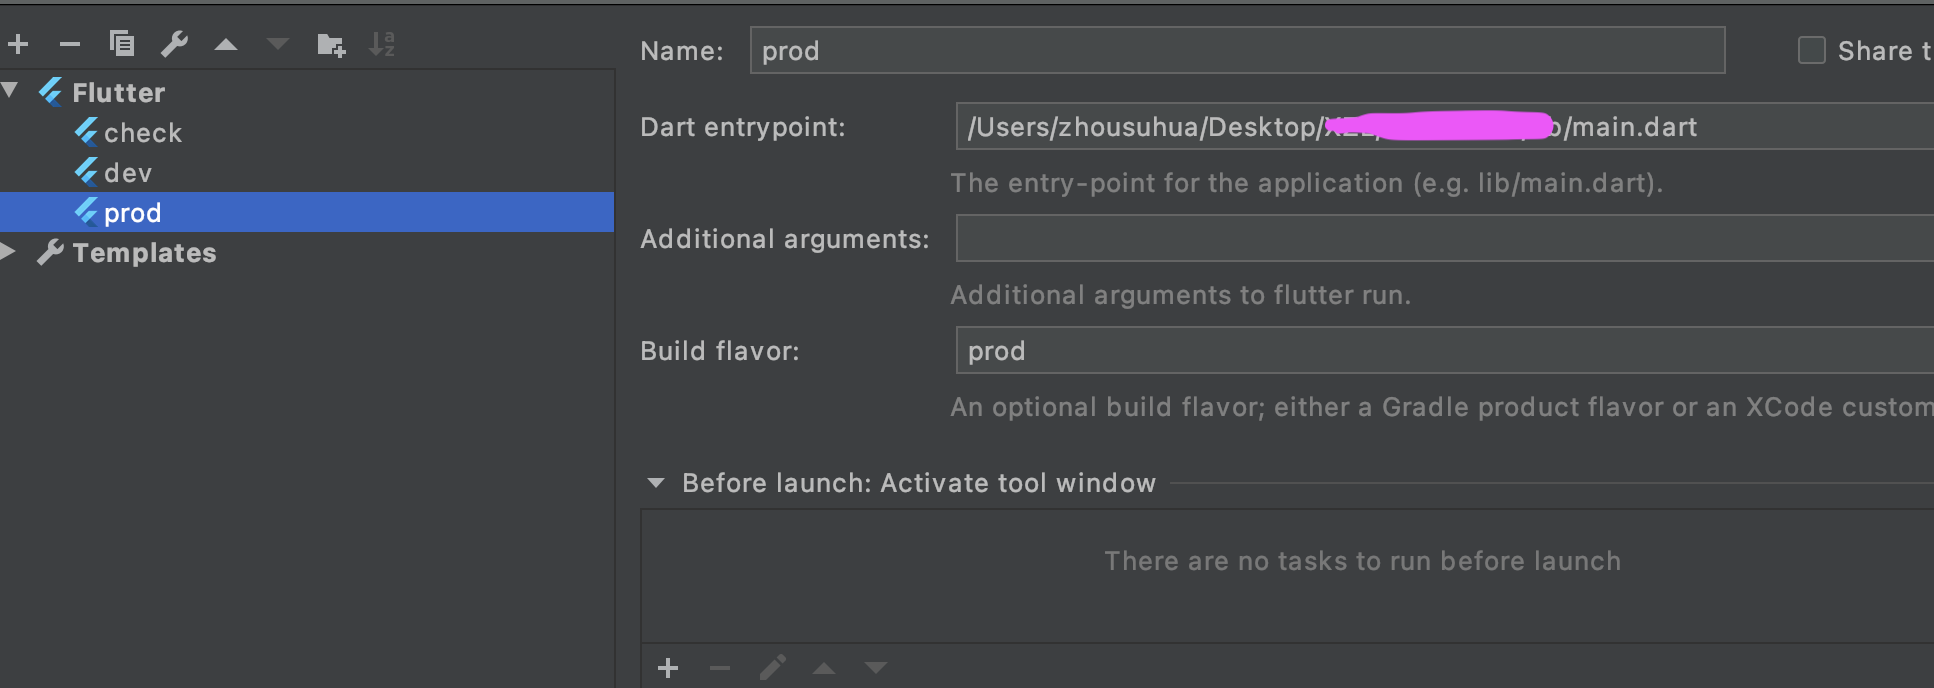 Flutter
check
dev
prod
Templates
Name: prod
Share t
Dart entrypoint: /Users/zhousuhua/Desktop/ /main.dart
The entry-point for the application (e.g. lib/main.dart).
Additional arguments:
Additional arguments to flutter run.
Build flavor: prod
An optional build flavor; either a Gradle product flavor or an XCode custom
Before launch: Activate tool window
There are no tasks to run before launch